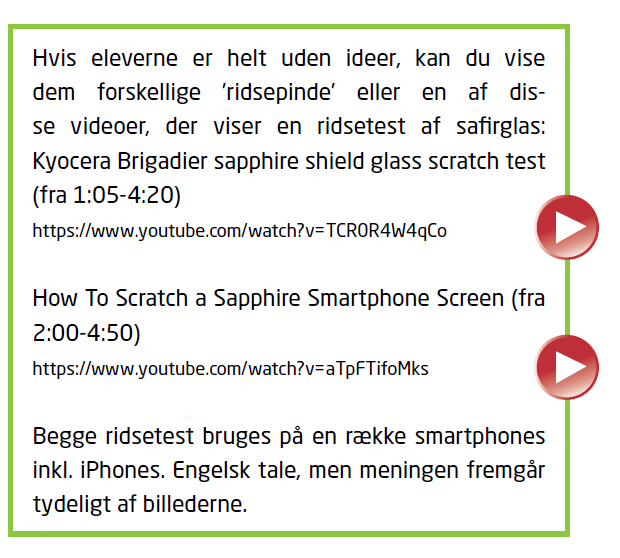 Hvis eleverne er helt uden ideer, kan du vise
dem forskellige 'ridsepinde' eller en af dis-
se videoer, der viser en ridsetest af safirglas:
Kyocera Brigadier sapphire shield glass scratch test
(fra 1:05-4:20)
https://www.youtube.com/watch?v=TCR0R4W4qCo
How To Scratch a Sapphire Smartphone Screen (fra
2:00-4:50)
https://www.youtube.com/watch?v=aTpFTifoMks
Begge ridsetest bruges på en række smartphones
inkl. iPhones. Engelsk tale, men meningen fremgår
tydeligt af billederne.